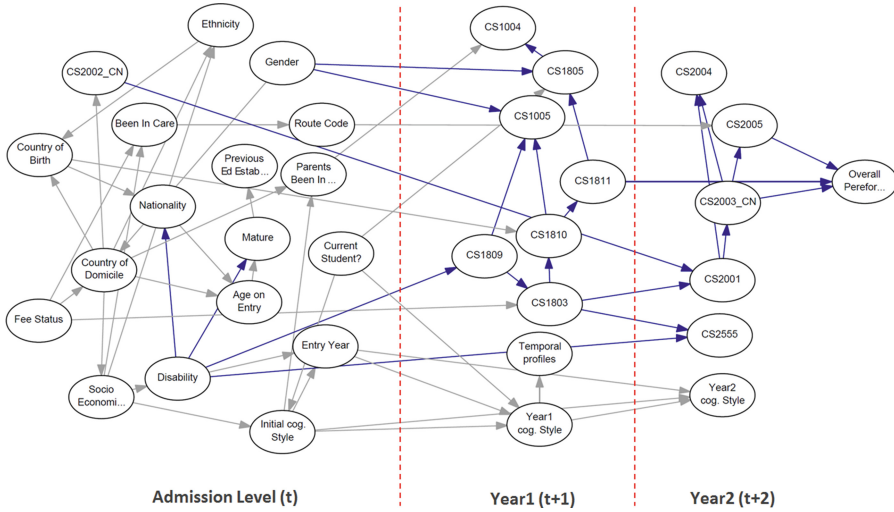 Ethnicity
CS1004
CS2002_CN
Gender
CS1805
CS2004
Been In Care
Route Code
CS1005
CS2005
Country of
Birth
Previous
Ed Estab...
Parents
Been In ...
CS1811
Overall
Perefor...
Nationality
CS2003_CN
Mature
Current
Student?
CS1810
CS1809
Country of
Domicile
CS2001
Age on
Entry
CS1803
Fee Status
CS2555
Entry Year
Temporal
profiles
Disability
Socio
Economi...
Year2
cog. Style
Initial cog.
Style
Year1
cog. Style
Admission Level (t)
Year1 (t+1)
Year2 (t+2)